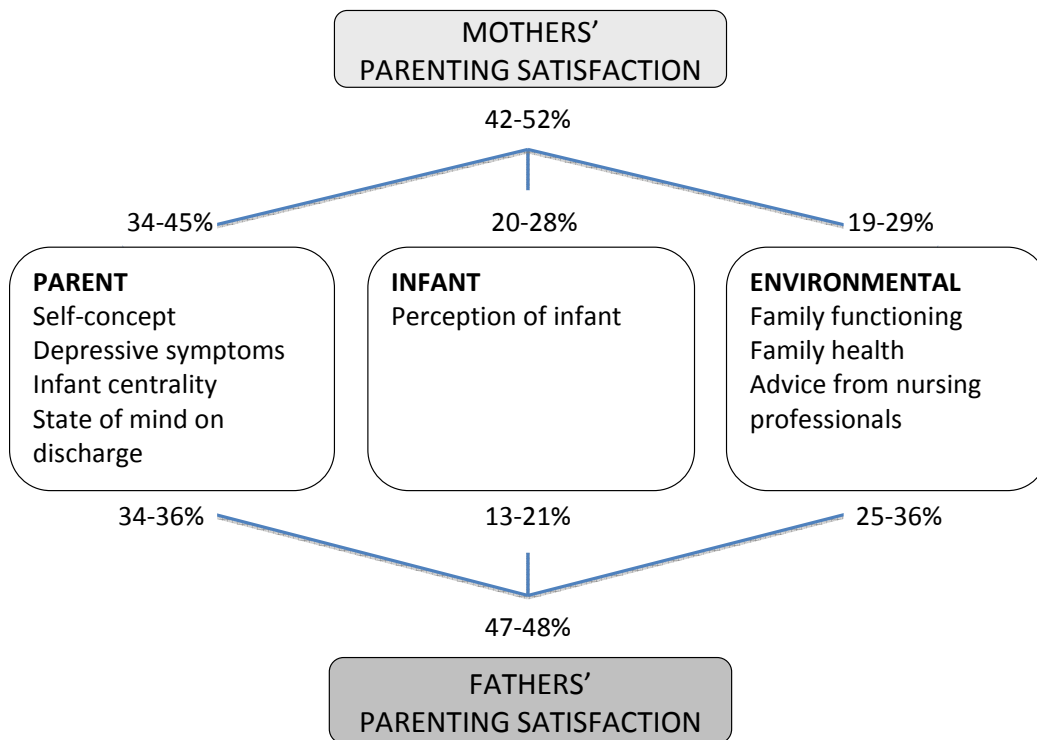 MOTHERS’
PARENTING SATISFACTION
42-52%
34-45%
20-28%
19-29%
PARENT
Self-concept
Depressive symptoms
Infant centrality
State of mind on
discharge
INFANT
Perception of infant
ENVIRONMENTAL
Family functioning
Family health
Advice from nursing
professionals
34-36%
13-21%
25-36%
47-48%
FATHERS’
PARENTING SATISFACTION